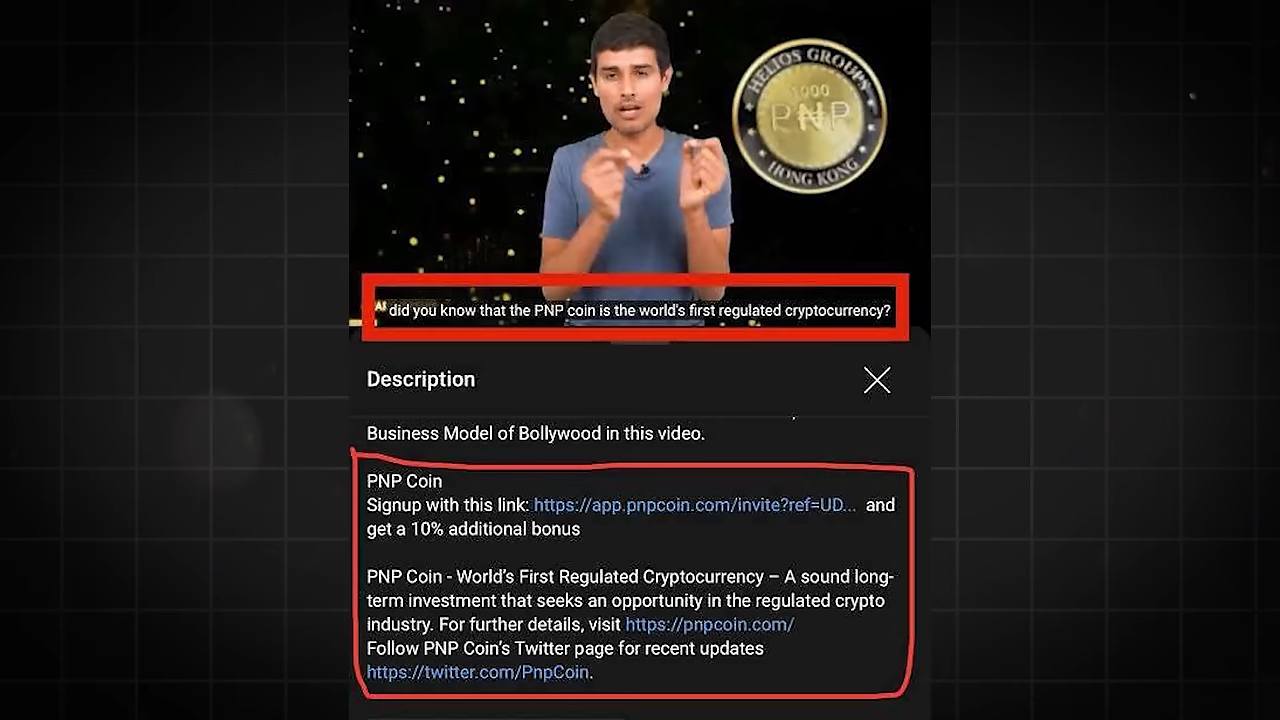 HELIOS GROUPS
1000
P₦P
HONG KONG
did you know that the PNP coin is the world's first regulated cryptocurrency?
Description
Business Model of Bollywood in this video.
PNP Coin
Signup with this link: https://app.pnpcoin.com/invite?ref=UD... and
get a 10% additional bonus
PNP Coin - World's First Regulated Cryptocurrency – A sound long-
term investment that seeks an opportunity in the regulated crypto
industry. For further details, visit https://pnpcoin.com/
Follow PNP Coin's Twitter page for recent updates
https://twitter.com/PnpCoin.